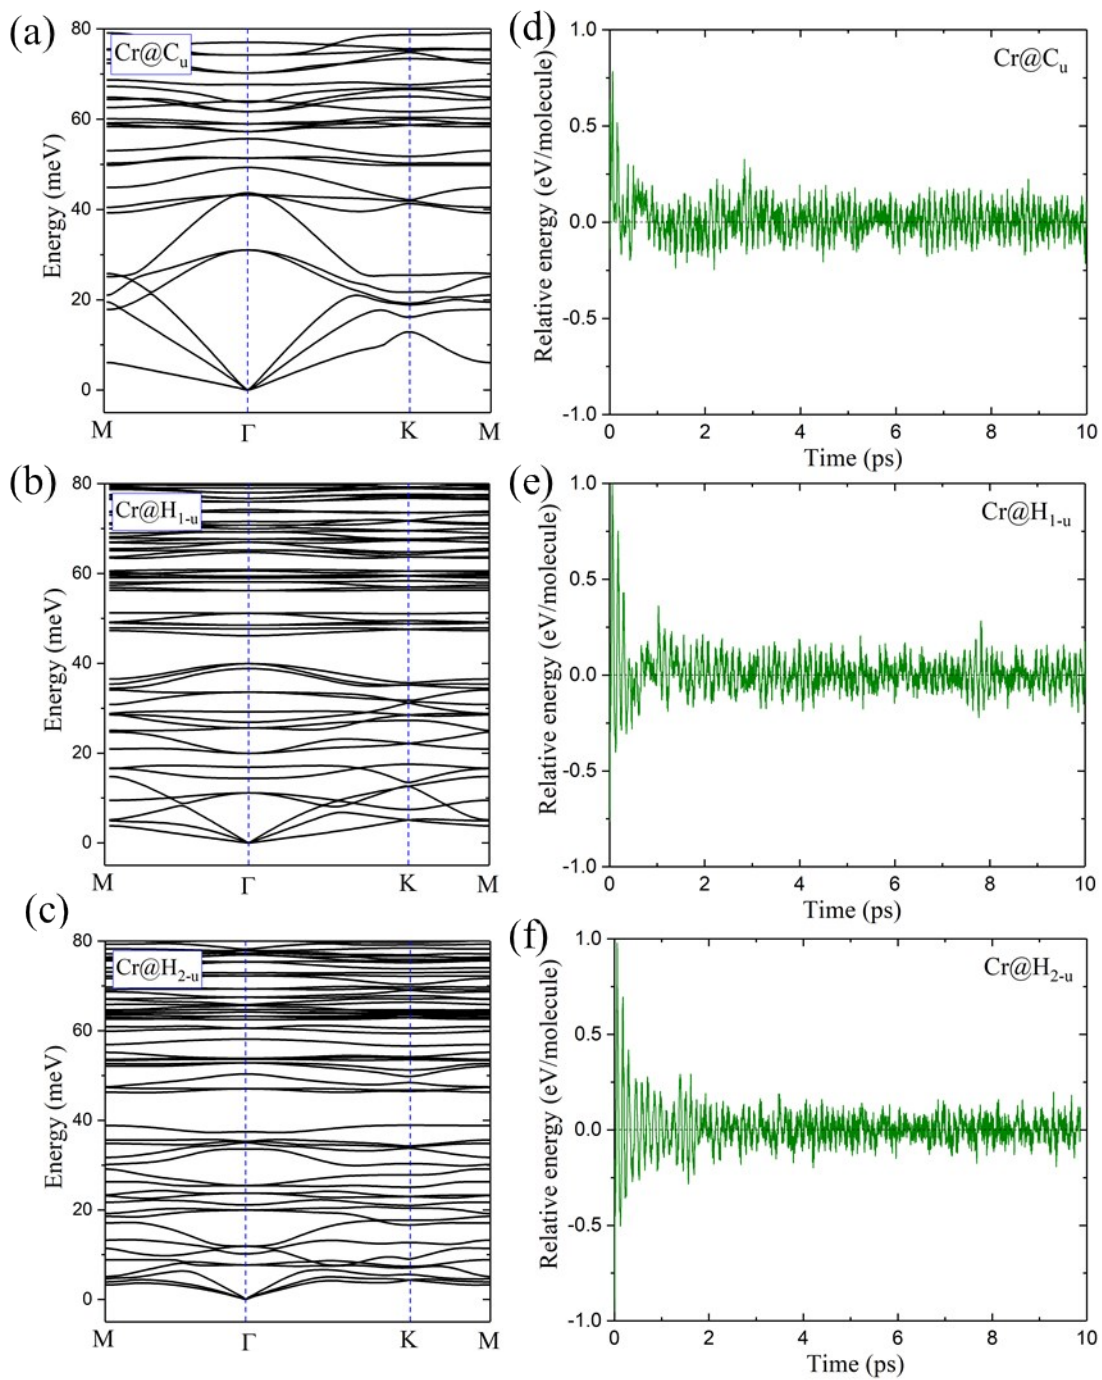 (a)
80
60
40
20
0
Energy (meV)
Cr@Cu
M Γ K M
(d)
1.0
0.5
0.0
-0.5
-1.0
Relative energy (eV/molecule)
Cr@Cu
0 2 4 6 8 10
Time (ps)
(b)
80
60
40
20
0
Energy (meV)
Cr@H1-u
M Γ K M
(e)
1.0
0.5
0.0
-0.5
-1.0
Relative energy (eV/molecule)
Cr@H1-u
0 2 4 6 8 10
Time (ps)
(c)
80
60
40
20
0
Energy (meV)
Cr@H2-u
M Γ K M
(f)
1.0
0.5
0.0
-0.5
-1.0
Relative energy (eV/molecule)
Cr@H2-u
0 2 4 6 8 10
Time (ps)